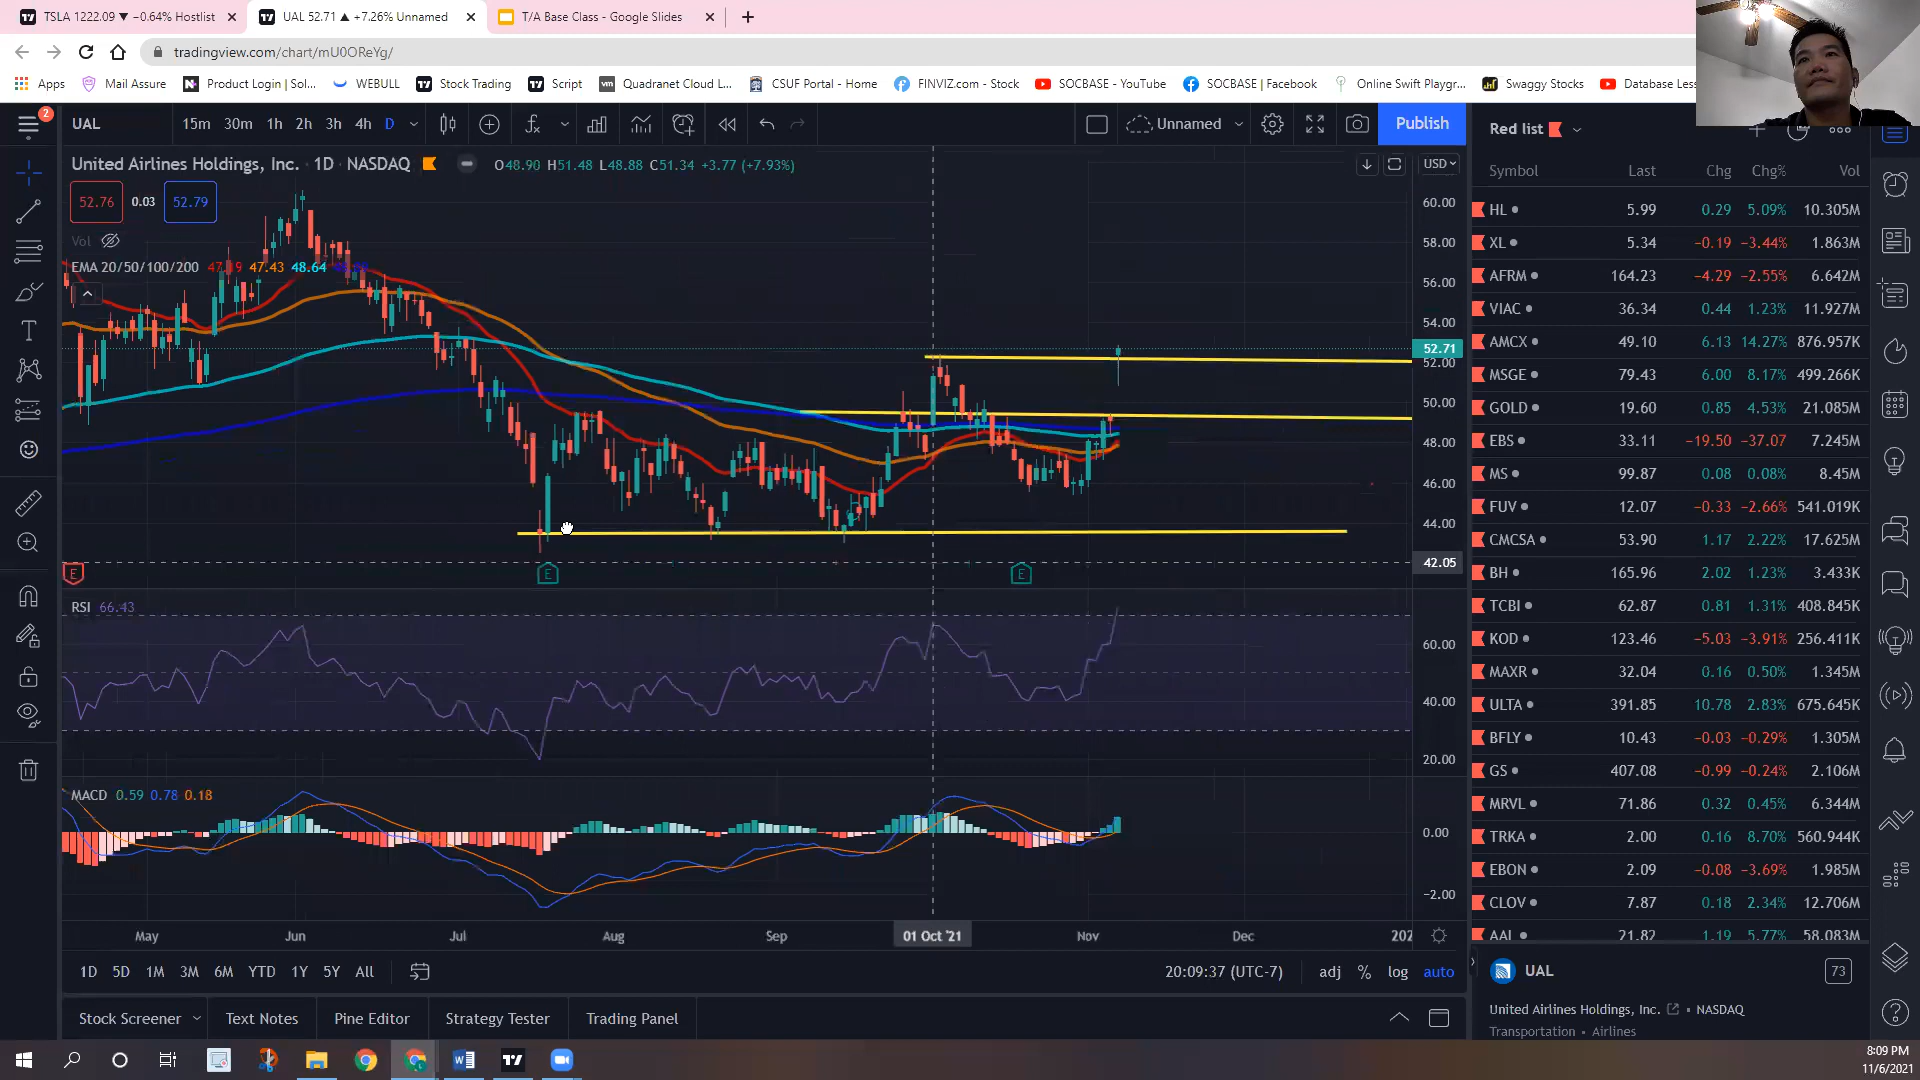 TSLA 1222.09 ▼ −0.64% Hostlist
UAL 52.71 ▲ +7.26% Unnamed
T/A Base Class - Google Slides
tradingview.com/chart/mU0OReYg/
Apps Mail Assure Product Login | Sol... WEBULL Stock Trading Script Quadranet Cloud L... CSUF Portal - Home FINVIZ.com - Stock SOCBASE - YouTube SOCBASE | Facebook Online Swift Playgr... Swaggy Stocks Database Less
2
UAL 15m 30m 1h 2h 3h 4h D Unnamed Publish
Red list
United Airlines Holdings, Inc. · 1D · NASDAQ O48.90 H51.48 L48.88 C51.34 +3.77 (+7.93%)
USD
52.76 0.03 52.79
Vol
EMA 20/50/100/200 47.19 47.43 48.64
60.00
58.00
56.00
54.00
52.71
52.00
50.00
48.00
46.00
44.00
42.05
E E E
RSI 66.43
60.00
40.00
20.00
MACD 0.59 0.78 0.18
0.00
−2.00
May Jun Jul Aug Sep 01 Oct '21 Nov Dec 202
1D 5D 1M 3M 6M YTD 1Y 5Y All 20:09:37 (UTC-7) adj % log auto
Stock Screener Text Notes Pine Editor Strategy Tester Trading Panel
Symbol Last Chg Chg% Vol
HL 5.99 0.29 5.09% 10.305M
XL 5.34 −0.19 −3.44% 1.863M
AFRM 164.23 −4.29 −2.55% 6.642M
VIAC 36.34 0.44 1.23% 11.927M
AMCX 49.10 6.13 14.27% 876.957K
MSGE 79.43 6.00 8.17% 499.266K
GOLD 19.60 0.85 4.53% 21.085M
EBS 33.11 −19.50 −37.07 7.245M
MS 99.87 0.08 0.08% 8.45M
FUV 12.07 −0.33 −2.66% 541.019K
CMCSA 53.90 1.17 2.22% 17.625M
BH 165.96 2.02 1.23% 3.433K
TCBI 62.87 0.81 1.31% 408.845K
KOD 123.46 −5.03 −3.91% 256.411K
MAXR 32.04 0.16 0.50% 1.345M
ULTA 391.85 10.78 2.83% 675.645K
BFLY 10.43 −0.03 −0.29% 1.305M
GS 407.08 −0.99 −0.24% 2.106M
MRVL 71.86 0.32 0.45% 6.344M
TRKA 2.00 0.16 8.70% 560.944K
EBON 2.09 −0.08 −3.69% 1.985M
CLOV 7.87 0.18 2.34% 12.706M
AAL 21.82 1.19 5.77% 58.083M
UAL 73
United Airlines Holdings, Inc. • NASDAQ
Transportation • Airlines
8:09 PM
11/6/2021